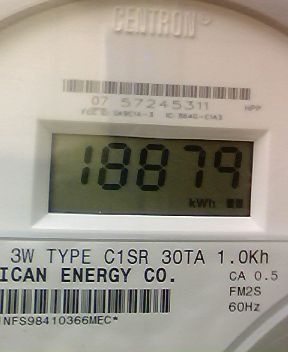 CENTRON®
07 57245311 HPP
18879
kWh
3W TYPE C1SR 30TA 1.0Kh
ICAN ENERGY CO. CA 0.5
FM2S
60Hz
NFS98410366MEC*